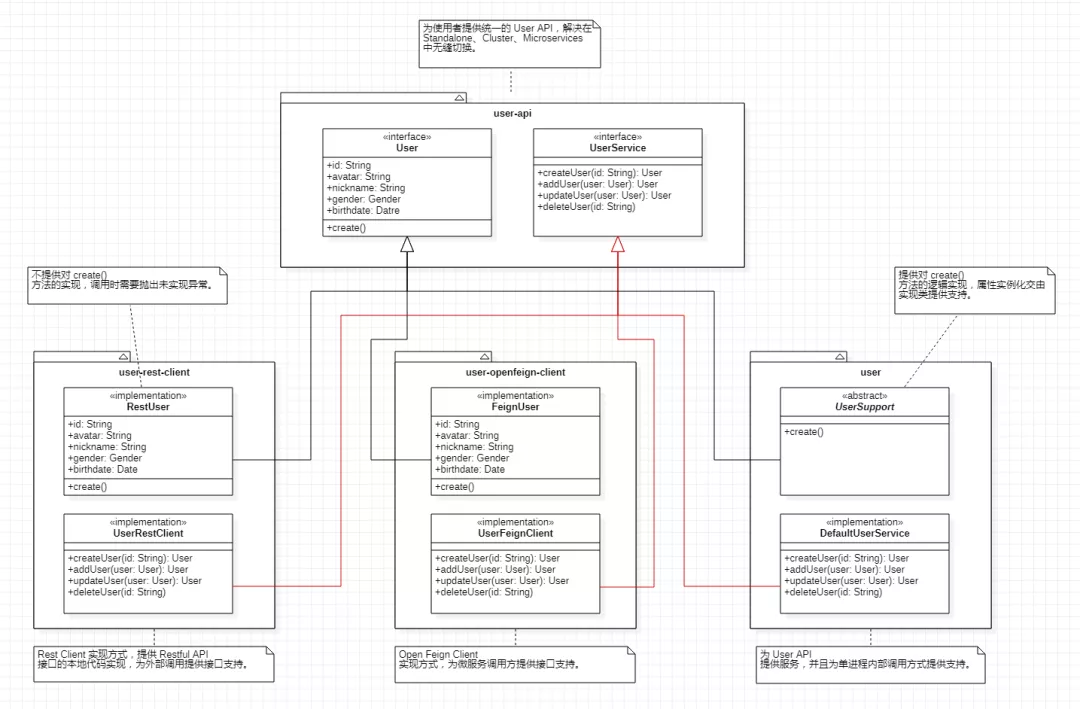 为使用者提供统一的 User API，解决在
Standalone、Cluster、Microservices
中无缝切换。
user-api
«interface»
User
+id: String
+avatar: String
+nickname: String
+gender: Gender
+birthdate: Datre
+create()
«interface»
UserService
+createUser(id: String): User
+addUser(user: User): User
+updateUser(user: User): User
+deleteUser(id: String)
不提供对 create()
方法的实现，调用时需要抛出未实现异常。
提供对 create()
方法的逻辑实现，属性实例化交由
实现类提供支持。
user-rest-client
«implementation»
RestUser
+id: String
+avatar: String
+nickname: String
+gender: Gender
+birthdate: Date
+create()
«implementation»
UserRestClient
+createUser(id: String): User
+addUser(user: User): User
+updateUser(user: User): User
+deleteUser(id: String)
user-openfeign-client
«implementation»
FeignUser
+id: String
+avatar: String
+nickname: String
+gender: Gender
+birthdate: Date
+create()
«implementation»
UserFeignClient
+createUser(id: String): User
+addUser(user: User): User
+updateUser(user: User): User
+deleteUser(id: String)
user
«abstract»
UserSupport
+create()
«implementation»
DefaultUserService
+createUser(id: String): User
+addUser(user: User): User
+updateUser(user: User): User
+deleteUser(id: String)
Rest Client 实现方式，提供 Restful API
接口的本地代码实现，为外部调用提供接口支持。
Open Feign Client
实现方式，为微服务调用方提供接口支持。
为 User API
提供服务，并且为单进程内部调用方式提供支持。